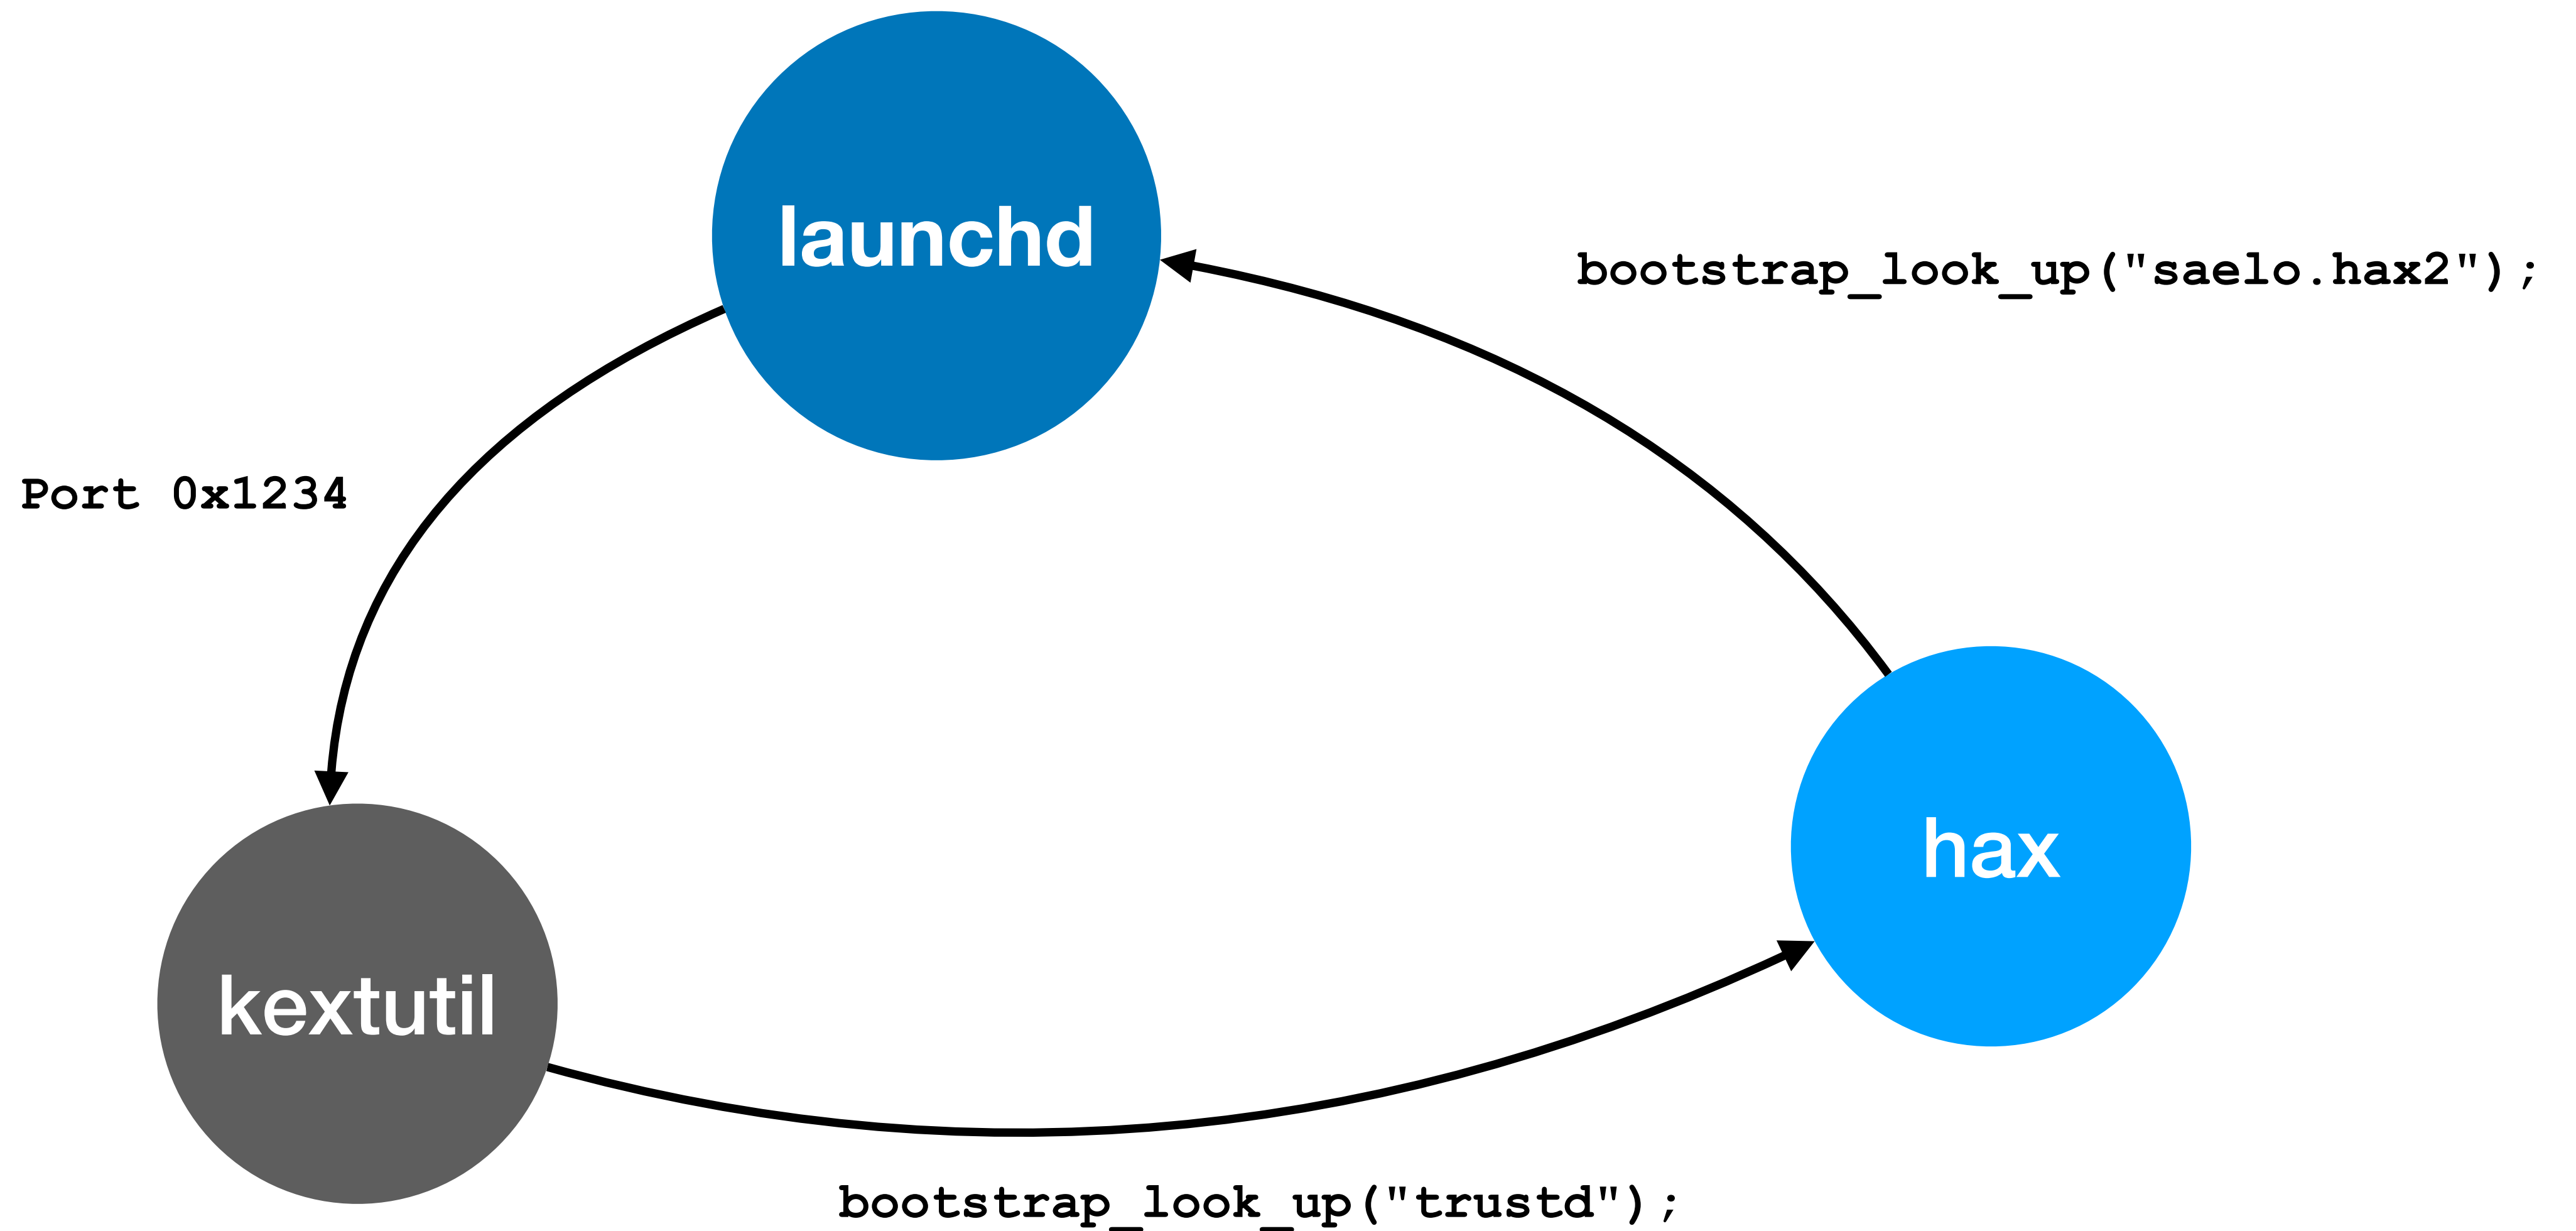 launchd
bootstrap_look_up("saelo.hax2");
Port 0x1234
hax
kextutil
bootstrap_look_up("trustd");